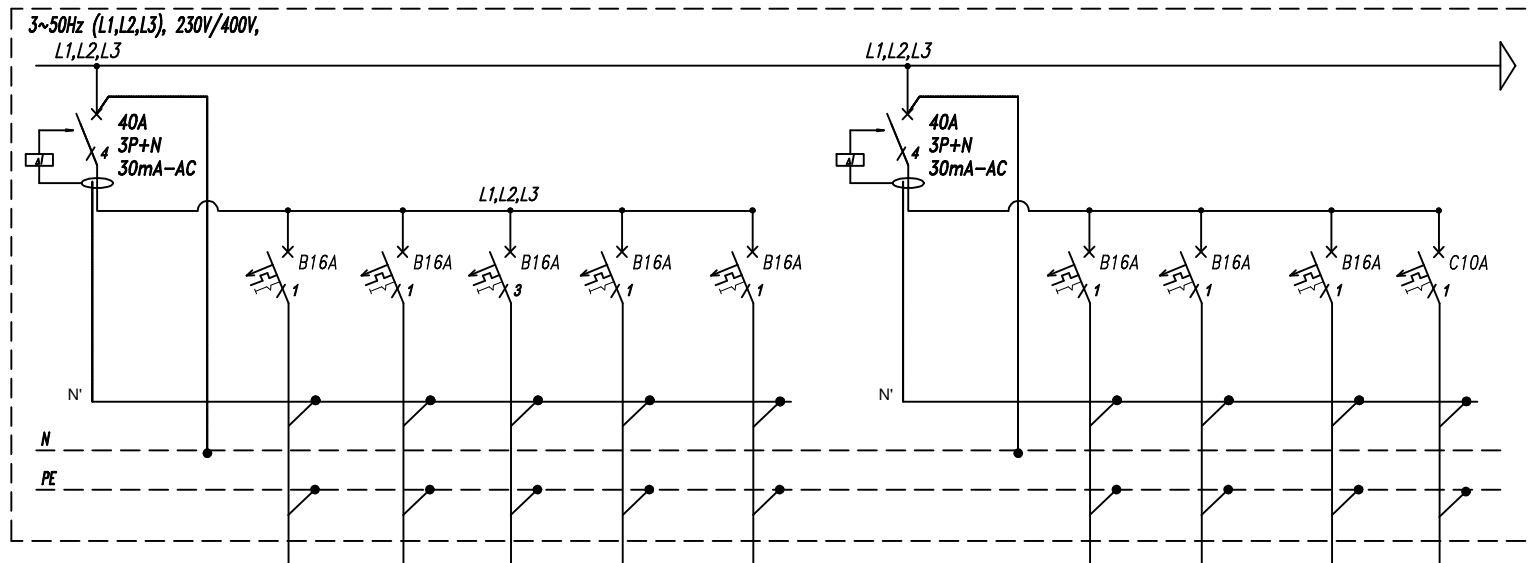 3~50Hz (L1,L2,L3), 230V/400V,
L1,L2,L3
L1,L2,L3
40A
3P+N
30mA-AC
4
40A
3P+N
30mA-AC
4
L1,L2,L3
B16A
1
B16A
1
B16A
3
B16A
1
B16A
1
B16A
1
B16A
1
B16A
1
C10A
1
N'
N'
N
PE